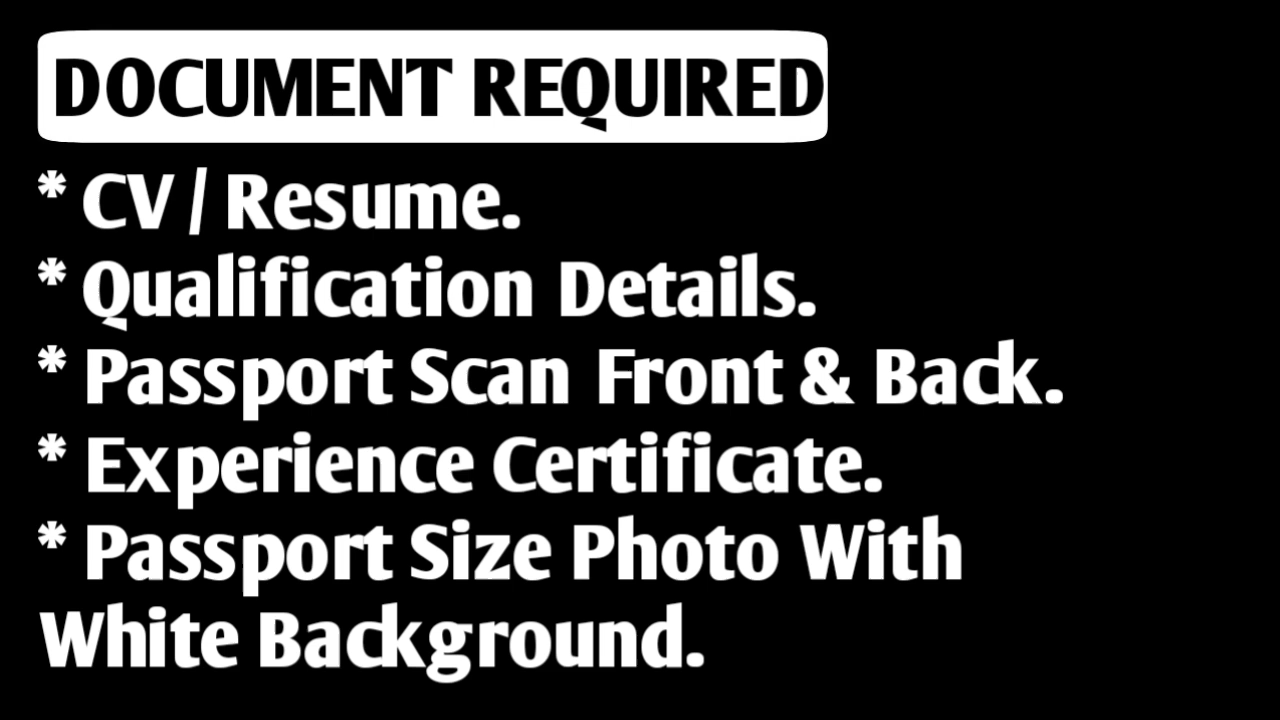 DOCUMENT REQUIRED
* CV / Resume.
* Qualification Details.
* Passport Scan Front & Back.
* Experience Certificate.
* Passport Size Photo With
White Background.